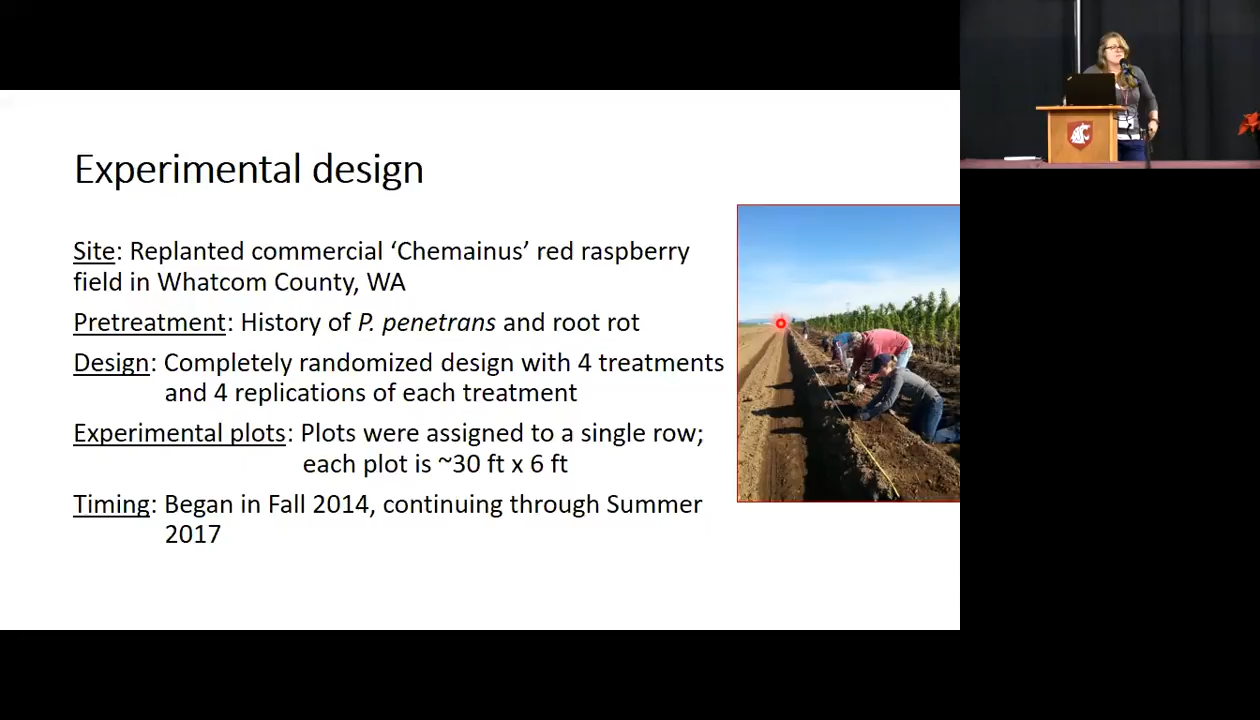 Experimental design
Site: Replanted commercial ‘Chemainus’ red raspberry
field in Whatcom County, WA
Pretreatment: History of P. penetrans and root rot
Design: Completely randomized design with 4 treatments
and 4 replications of each treatment
Experimental plots: Plots were assigned to a single row;
each plot is ~30 ft x 6 ft
Timing: Began in Fall 2014, continuing through Summer
2017